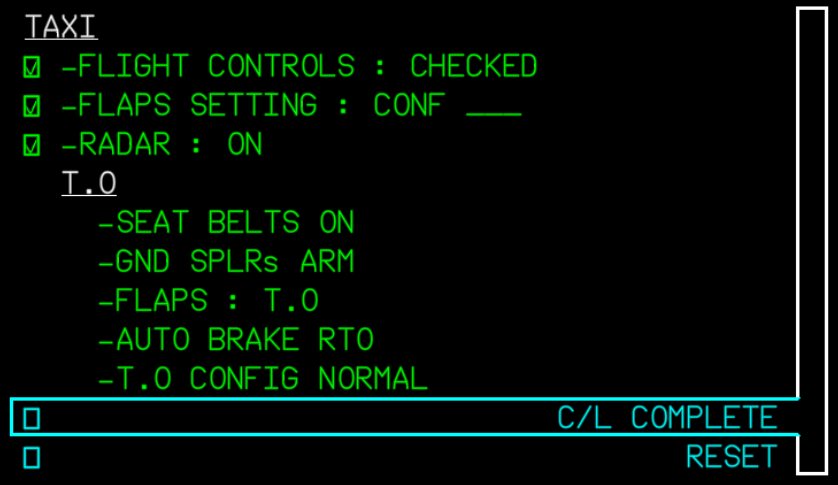 TAXI
-FLIGHT CONTROLS : CHECKED
-FLAPS SETTING : CONF ___
-RADAR : ON
T.O
-SEAT BELTS ON
-GND SPLRs ARM
-FLAPS : T.O
-AUTO BRAKE RTO
-T.O CONFIG NORMAL
C/L COMPLETE
RESET